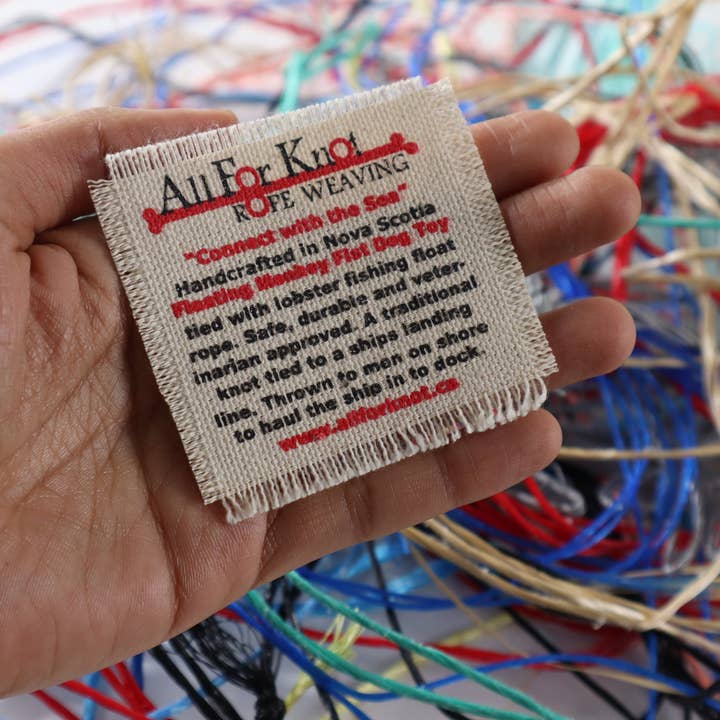 All For Knot
ROPE WEAVING
"Connect with the Sea"
Handcrafted in Nova Scotia
Floating Monkey Fist Dog Toy
tied with lobster fishing float
rope. Safe, durable and veter-
inarian approved. A traditional
knot tied to a ships landing
line. Thrown to men on shore
to haul the ship in to dock.
www.allforknot.ca